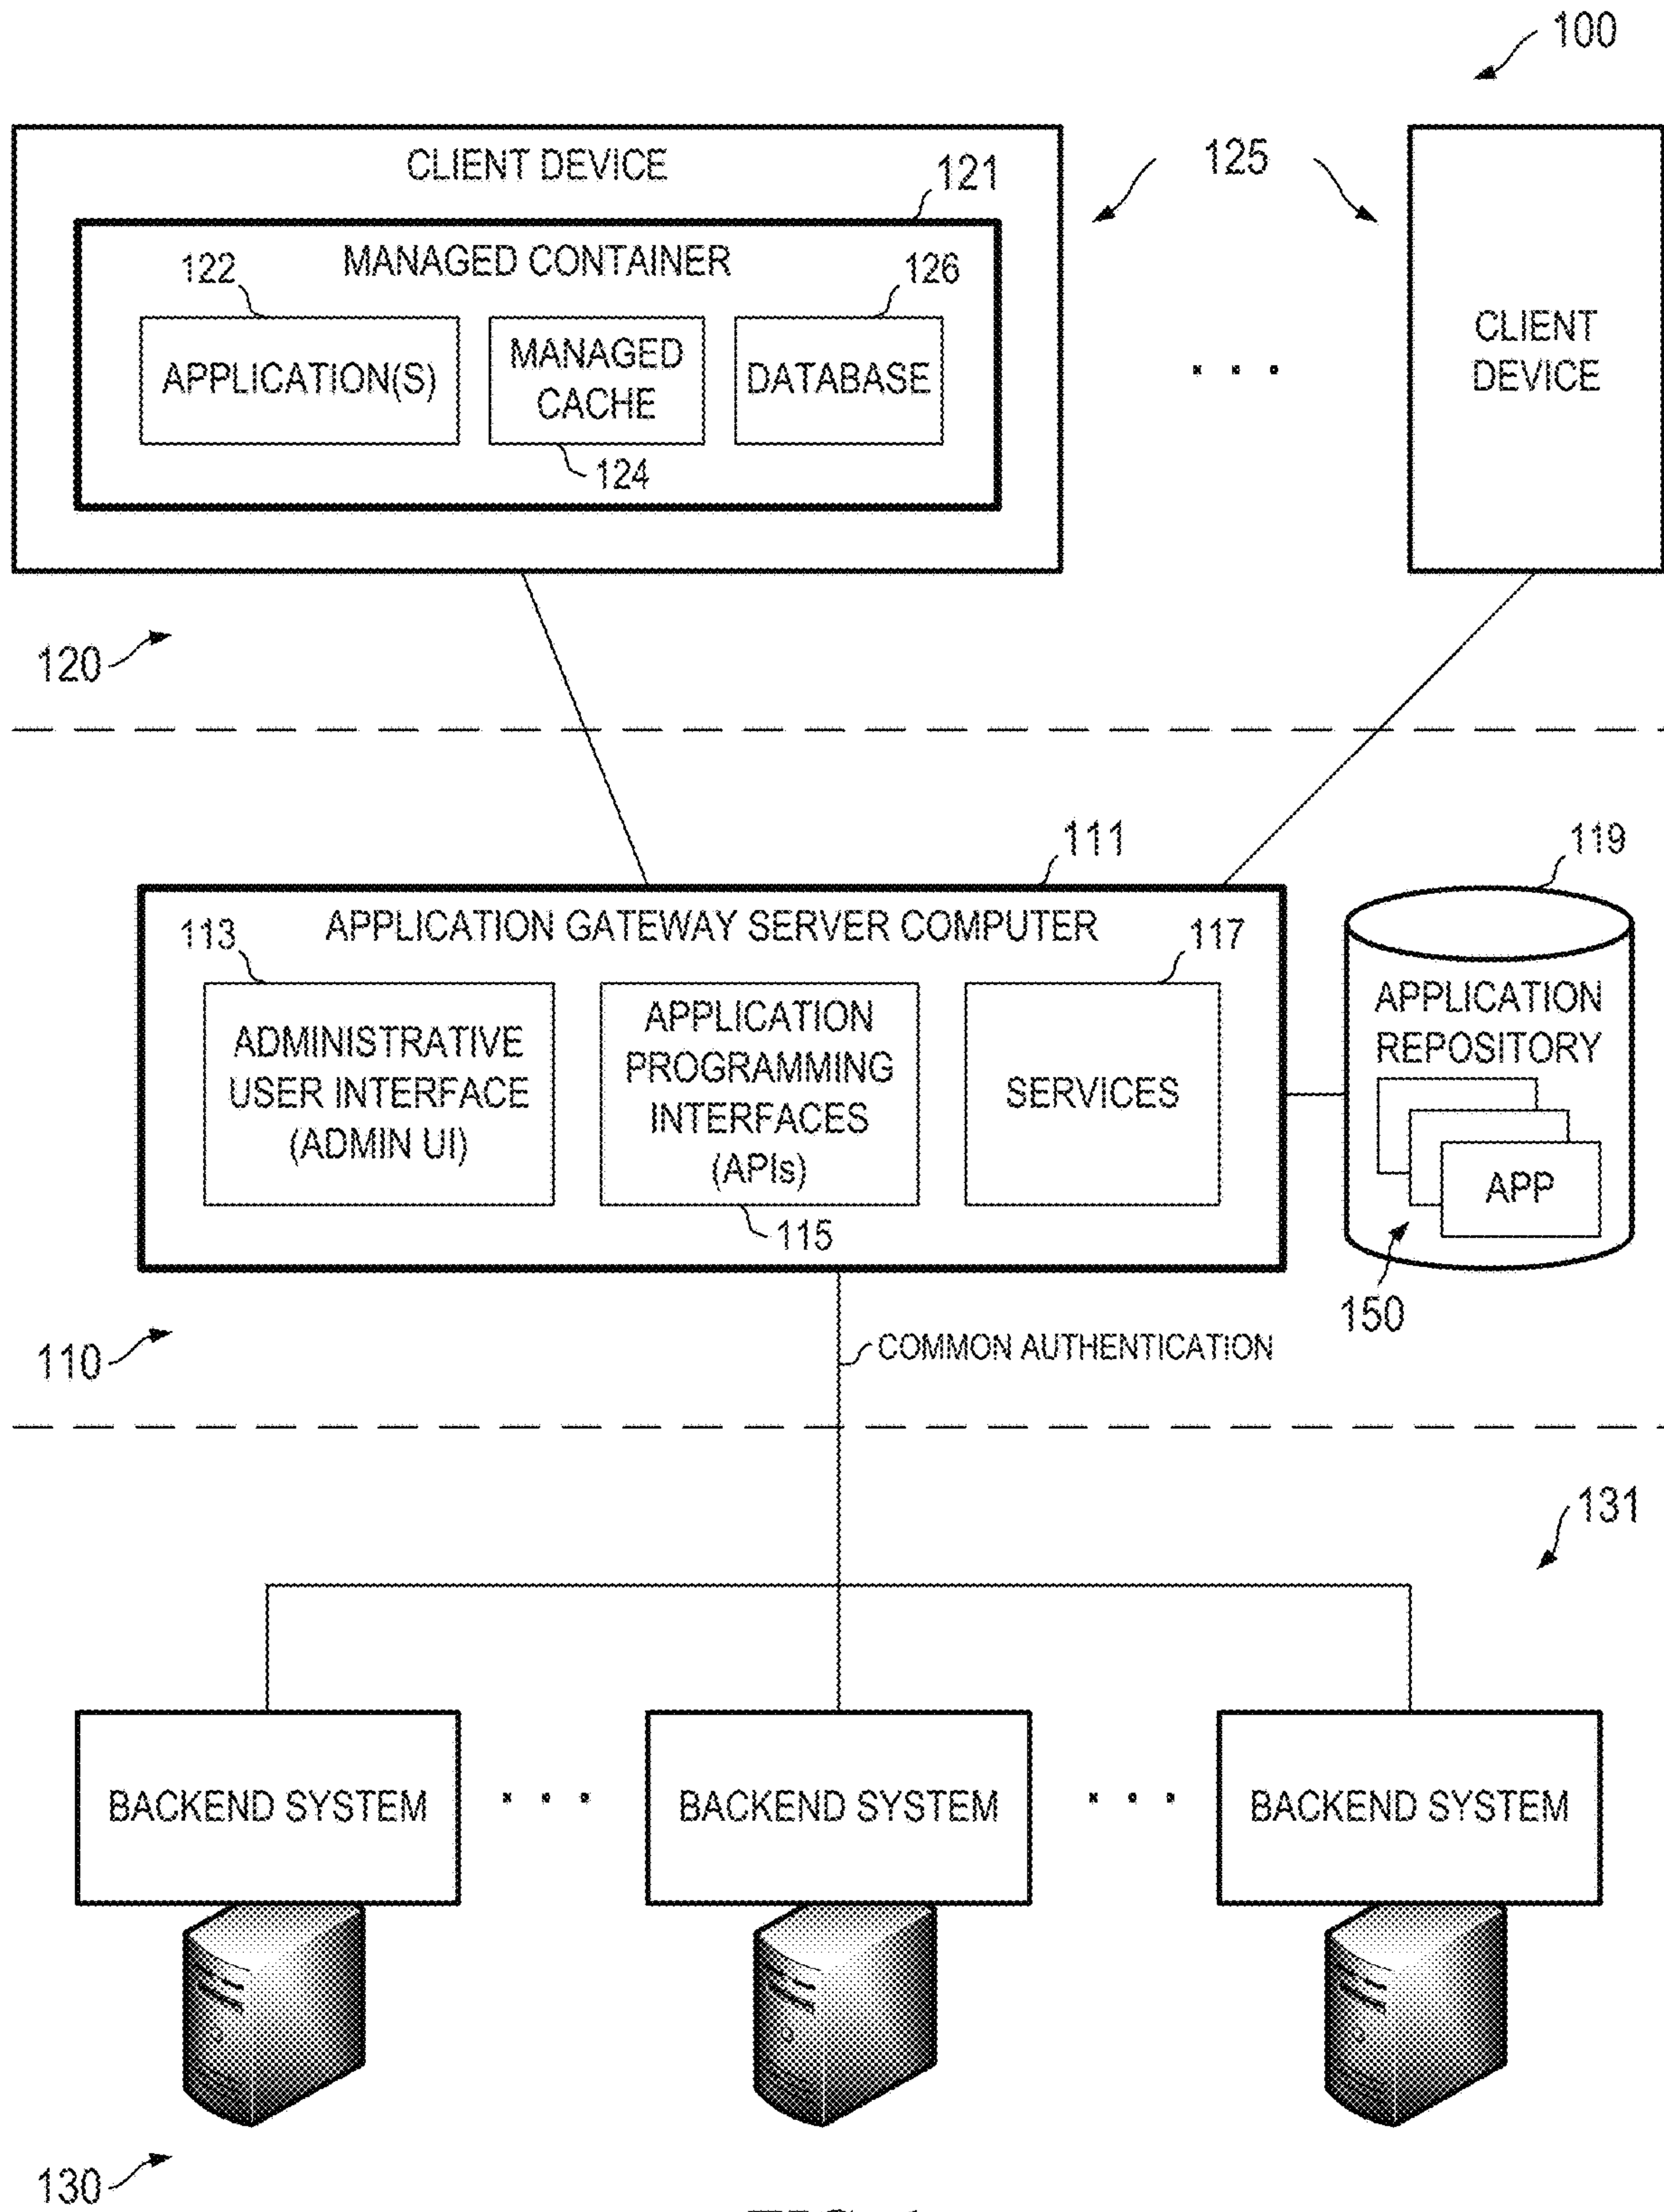 100
CLIENT DEVICE
121
125
MANAGED CONTAINER
122
126
APPLICATION(S)
MANAGED
CACHE
DATABASE
124
CLIENT
DEVICE
120
111
119
APPLICATION GATEWAY SERVER COMPUTER
113
117
ADMINISTRATIVE
USER INTERFACE
(ADMIN UI)
APPLICATION
PROGRAMMING
INTERFACES
(APIs)
115
SERVICES
APPLICATION
REPOSITORY
APP
150
110
COMMON AUTHENTICATION
131
BACKEND SYSTEM
BACKEND SYSTEM
BACKEND SYSTEM
130